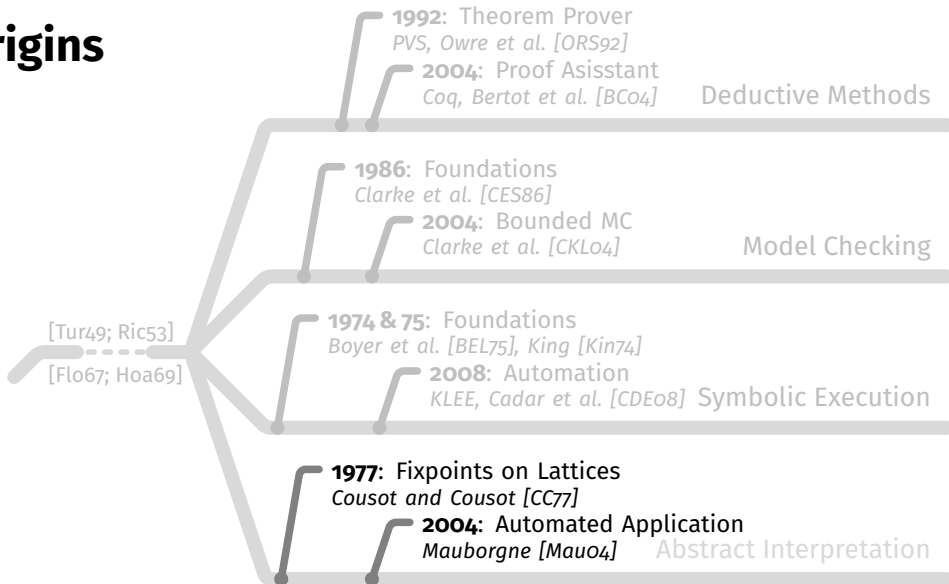 rigins
1992: Theorem Prover
PVS, Owre et al. [ORS92]
2004: Proof Asisstant
Coq, Bertot et al. [BC04]
Deductive Methods
1986: Foundations
Clarke et al. [CES86]
2004: Bounded MC
Clarke et al. [CKL04]
Model Checking
[Tur49; Ric53]
[Flo67; Hoa69]
1974 & 75: Foundations
Boyer et al. [BEL75], King [Kin74]
2008: Automation
KLEE, Cadar et al. [CDE08]
Symbolic Execution
1977: Fixpoints on Lattices
Cousot and Cousot [CC77]
2004: Automated Application
Mauborgne [Mau04]
Abstract Interpretation